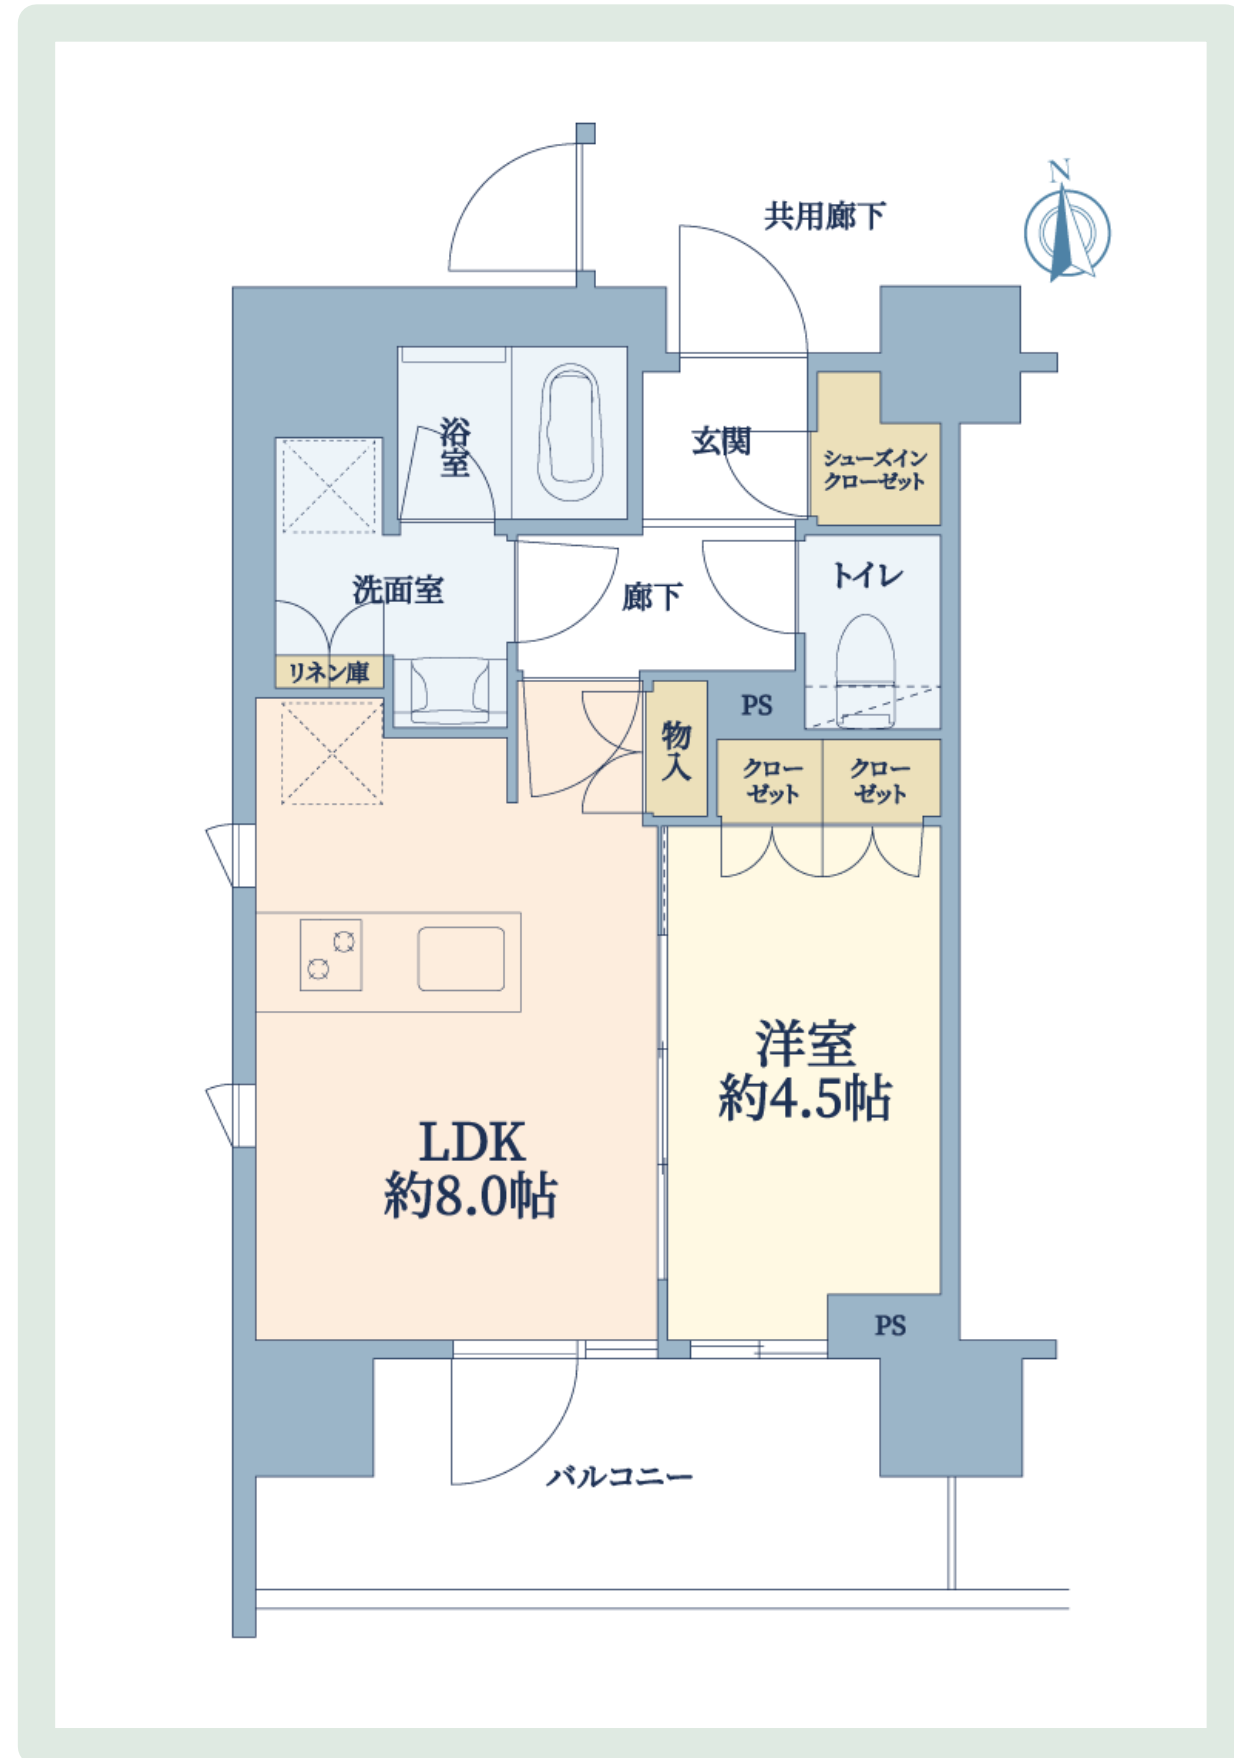 N
共用廊下
浴室
玄関
シューズイン
クローゼット
洗面室
廊下
トイレ
リネン庫
物入
PS
クロー
ゼット
クロー
ゼット
洋室
約4.5帖
LDK
約8.0帖
PS
バルコニー